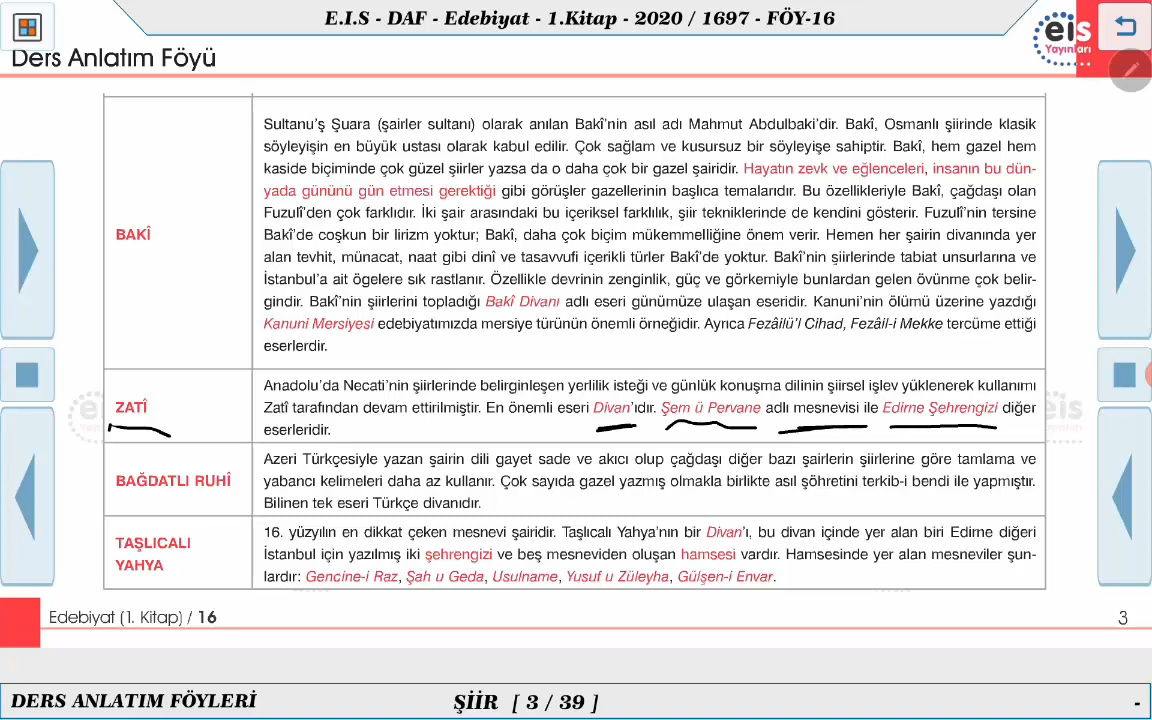 E.I.S - DAF - Edebiyat - 1.Kitap - 2020 / 1697 - FÖY-16
eis
Yayınları
Ders Anlatım Föyü
BAKÎ
Sultanu’ş Şuara (şairler sultanı) olarak anılan Bakî’nin asıl adı Mahmut Abdulbaki’dir. Bakî, Osmanlı şiirinde klasik
söyleyişin en büyük ustası olarak kabul edilir. Çok sağlam ve kusursuz bir söyleyişe sahiptir. Bakî, hem gazel hem
kaside biçiminde çok güzel şiirler yazsa da o daha çok bir gazel şairidir. Hayatın zevk ve eğlenceleri, insanın bu dün-
yada gününü gün etmesi gerektiği gibi görüşler gazellerinin başlıca temalarıdır. Bu özellikleriyle Bakî, çağdaşı olan
Fuzulî’den çok farklıdır. İki şair arasındaki bu içeriksel farklılık, şiir tekniklerinde de kendini gösterir. Fuzulî’nin tersine
Bakî’de coşkun bir lirizm yoktur; Bakî, daha çok biçim mükemmelliğine önem verir. Hemen her şairin divanında yer
alan tevhit, münacat, naat gibi dinî ve tasavvufi içerikli türler Bakî’de yoktur. Bakî’nin şiirlerinde tabiat unsurlarına ve
İstanbul’a ait ögelere sık rastlanır. Özellikle devrinin zenginlik, güç ve görkemiyle bunlardan gelen övünme çok belir-
gindir. Bakî’nin şiirlerini topladığı Bakî Divanı adlı eseri günümüze ulaşan eseridir. Kanuni’nin ölümü üzerine yazdığı
Kanuni Mersiyesi edebiyatımızda mersiye türünün önemli örneğidir. Ayrıca Fezâilü’l Cihad, Fezâil-i Mekke tercüme ettiği
eserlerdir.
ZATÎ
Anadolu’da Necati’nin şiirlerinde belirginleşen yerlilik isteği ve günlük konuşma dilinin şiirsel işlev yüklenerek kullanımı
Zatî tarafından devam ettirilmiştir. En önemli eseri Divan’ıdır. Şem ü Pervane adlı mesnevisi ile Edirne Şehrengizi diğer
eserleridir.
BAĞDATLI RUHÎ
Azeri Türkçesiyle yazan şairin dili gayet sade ve akıcı olup çağdaşı diğer bazı şairlerin şiirlerine göre tamlama ve
yabancı kelimeleri daha az kullanır. Çok sayıda gazel yazmış olmakla birlikte asıl şöhretini terkib-i bendi ile yapmıştır.
Bilinen tek eseri Türkçe divanıdır.
TAŞLICALI
YAHYA
16. yüzyılın en dikkat çeken mesnevi şairidir. Taşlıcalı Yahya’nın bir Divan’ı, bu divan içinde yer alan biri Edirne diğeri
İstanbul için yazılmış iki şehrengizi ve beş mesneviden oluşan hamsesi vardır. Hamsesinde yer alan mesneviler şun-
lardır: Gencine-i Raz, Şah u Geda, Usulname, Yusuf u Züleyha, Gülşen-i Envar.
Edebiyat (1. Kitap) / 16
3
DERS ANLATIM FÖYLERİ
ŞİİR [ 3 / 39 ]
-